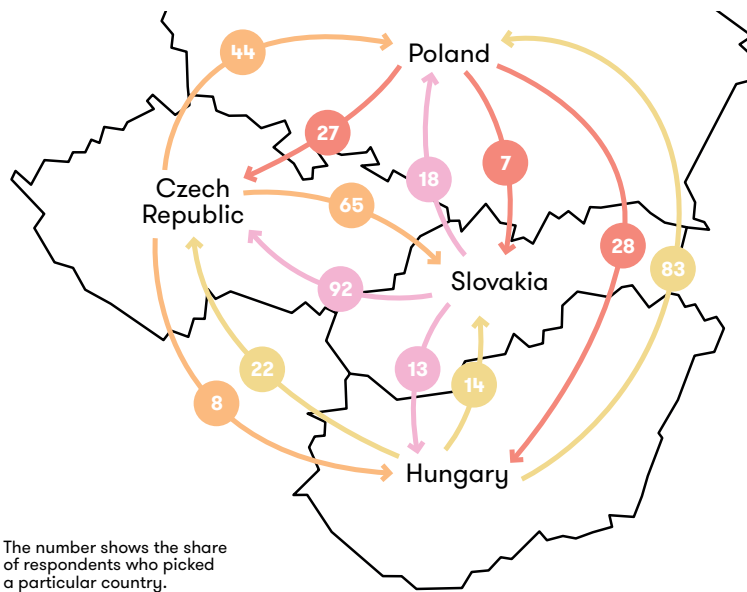 44
Poland
27
7
18
Czech
Republic
65
28
83
Slovakia
92
13
14
22
8
Hungary
The number shows the share
of respondents who picked
a particular country.